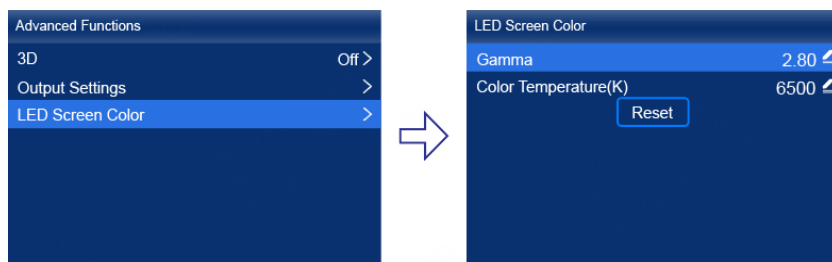 Advanced Functions
3D Off >
Output Settings >
LED Screen Color >
LED Screen Color
Gamma 2.80
Color Temperature(K) 6500
Reset